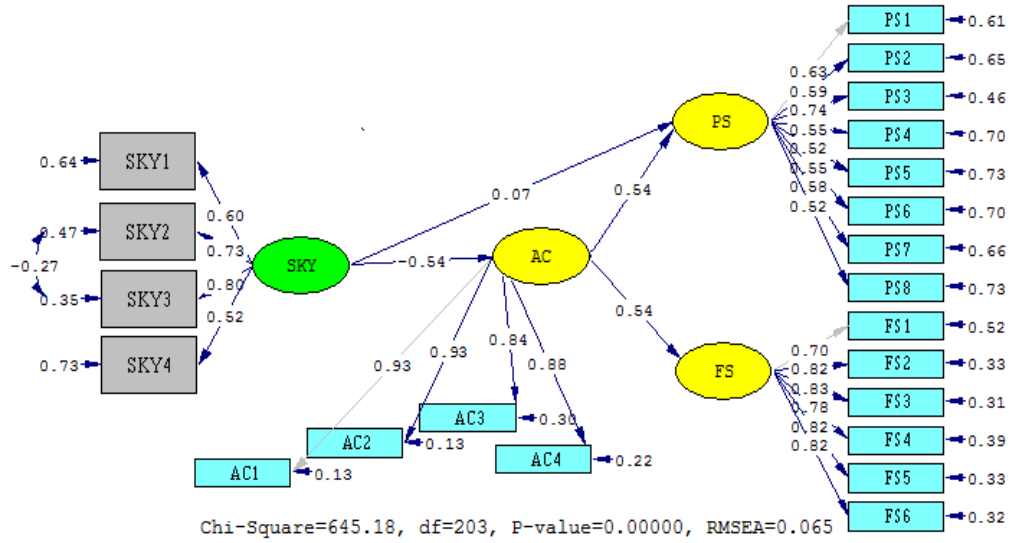 PS1 0.61
PS2 0.65
0.63
0.59
PS3 0.46
0.74
PS
PS4 0.70
0.55
0.52
0.64 SKY1
PS5 0.73
0.55
0.54
0.58
0.07
0.52
PS6 0.70
0.60
0.47 SKY2
0.73
PS7 0.66
-0.27
SKY -0.54 AC
0.80
PS8 0.73
0.35 SKY3
0.52
0.54
FS1 0.52
0.84
0.70
0.93 0.93 0.88
0.73 SKY4
FS2 0.33
0.82
FS
0.83
FS3 0.31
0.78
AC3 0.30
0.82
FS4 0.39
AC2 0.13
0.82
AC4 0.22
AC1 0.13
FS5 0.33
FS6 0.32
Chi-Square=645.18, df=203, P-value=0.00000, RMSEA=0.065